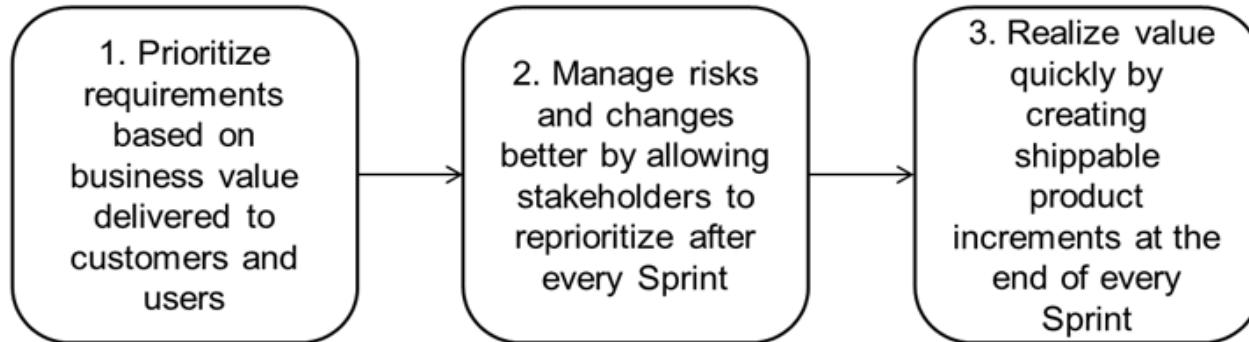 1. Prioritize
requirements
based on
business value
delivered to
customers and
users
2. Manage risks
and changes
better by allowing
stakeholders to
reprioritize after
every Sprint
3. Realize value
quickly by
creating
shippable
product
increments at the
end of every
Sprint